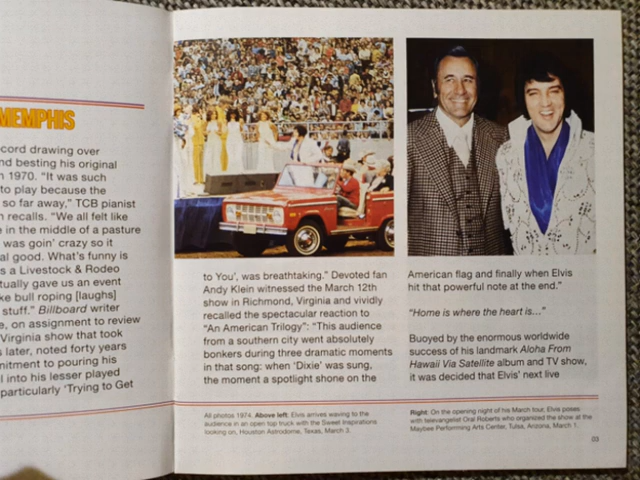 MEMPHIS
cord drawing over
nd besting his original
n 1970. "It was such
to play because the
so far away," TCB pianist
n recalls. "We all felt like
e in the middle of a pasture
was goin' crazy so it
al good. What's funny is
s a Livestock & Rodeo
tually gave us an event
ke bull roping [laughs]
stuff." Billboard writer
e, on assignment to review
Virginia show that took
s later, noted forty years
mitment to pouring his
l into his lesser played
particularly 'Trying to Get
to You', was breathtaking." Devoted fan
Andy Klein witnessed the March 12th
show in Richmond, Virginia and vividly
recalled the spectacular reaction to
"An American Trilogy": "This audience
from a southern city went absolutely
bonkers during three dramatic moments
in that song: when 'Dixie' was sung,
the moment a spotlight shone on the
American flag and finally when Elvis
hit that powerful note at the end."
"Home is where the heart is..."
Buoyed by the enormous worldwide
success of his landmark Aloha From
Hawaii Via Satellite album and TV show,
it was decided that Elvis' next live
All photos 1974. Above left: Elvis arrives waving to the
audience in an open top truck with the Sweet Inspirations
looking on, Houston Astrodome, Texas, March 3.
Right: On the opening night of his March tour, Elvis poses
with televangelist Oral Roberts who organized the show at the
Maybee Performing Arts Center, Tulsa, Arizona, March 1.
03